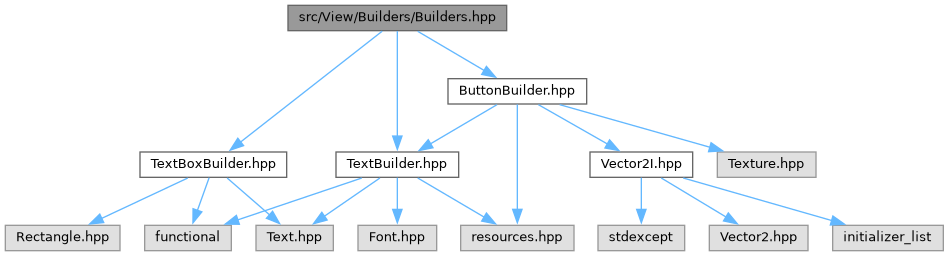 src/View/Builders/Builders.hpp
ButtonBuilder.hpp
TextBoxBuilder.hpp
TextBuilder.hpp
Vector2I.hpp
Texture.hpp
Rectangle.hpp
functional
Text.hpp
Font.hpp
resources.hpp
stdexcept
Vector2.hpp
initializer_list